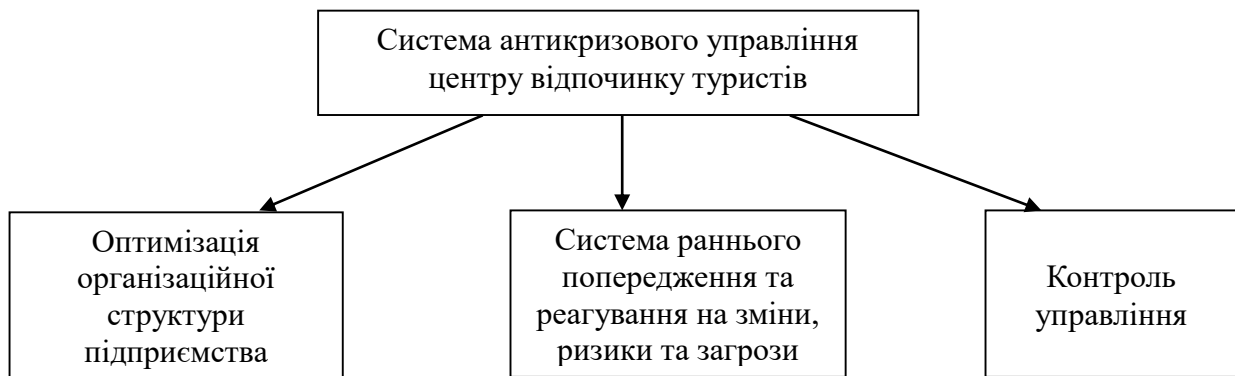 Система антикризового управління
центру відпочинку туристів
Оптимізація
організаційної
структури
підприємства
Система раннього
попередження та
реагування на зміни,
ризики та загрози
Контроль
управління